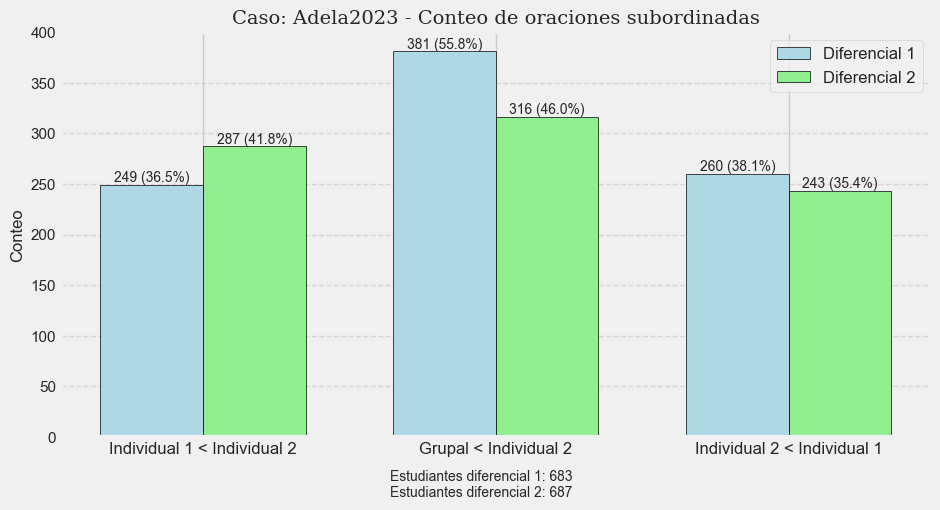 Caso: Adela2023 - Conteo de oraciones subordinadas
Conteo
400
350
300
250
200
150
100
50
0
249 (36.5%)
287 (41.8%)
381 (55.8%)
316 (46.0%)
260 (38.1%)
243 (35.4%)
Diferencial 1
Diferencial 2
Individual 1 < Individual 2
Grupal < Individual 2
Individual 2 < Individual 1
Estudiantes diferencial 1: 683
Estudiantes diferencial 2: 687